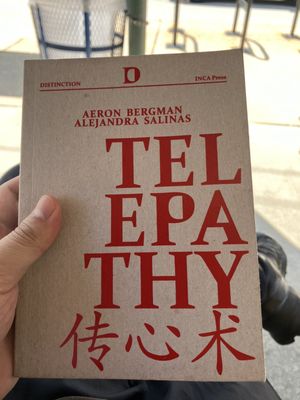 D
DISTINCTION INCA Press
AERON BERGMAN
ALEJANDRA SALINAS
TEL
EPA
THY
传心术